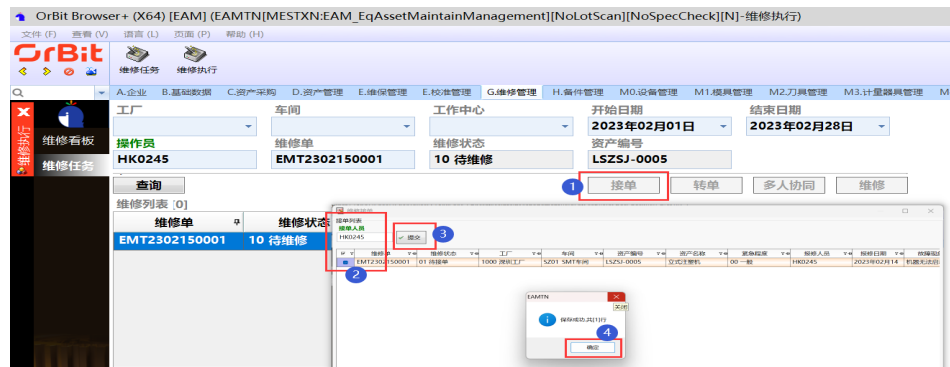 OrBit Browser+ (X64) [EAM] (EAMTN[MESTXN:EAM_EqAssetMaintainManagement][NoLotScan][NoSpecCheck][N]-维修执行)
文件 (F) 查看 (V) 语言 (L) 页面 (P) 帮助 (H)
OrBit
维修任务 维修执行
A.企业 B.基础数据 C.资产采购 D.资产管理 E.维保管理 E.校准管理 G.维修管理 H.备件管理 M0.设备管理 M1.模具管理 M2.刀具管理 M3.计量器具管理
维修执行
维修看板
维修任务
工厂 车间 工作中心 开始日期 结束日期
2023年02月01日 2023年02月28日
操作员 维修单 维修状态 资产编号
HK0245 EMT2302150001 10 待维修 LSZSJ-0005
查询 1 接单 转单 多人协同 维修
维修列表 [0]
维修单 维修状态
EMT2302150001 10 待维修
接单列表
接单人员
HK0245 提交 3
维修单 维修状态 工厂 车间 资产编号 资产名称 紧急程度 报修人员 报修日期
EMT2302150001 01 待接单 1000 深圳工厂 SZ01 SMT车间 LSZSJ-0005 立式注塑机 00 一般 HK0245 2023年02月14 机器无法启
2
EAMTN
关闭
保存成功,共[1]行
4
确定